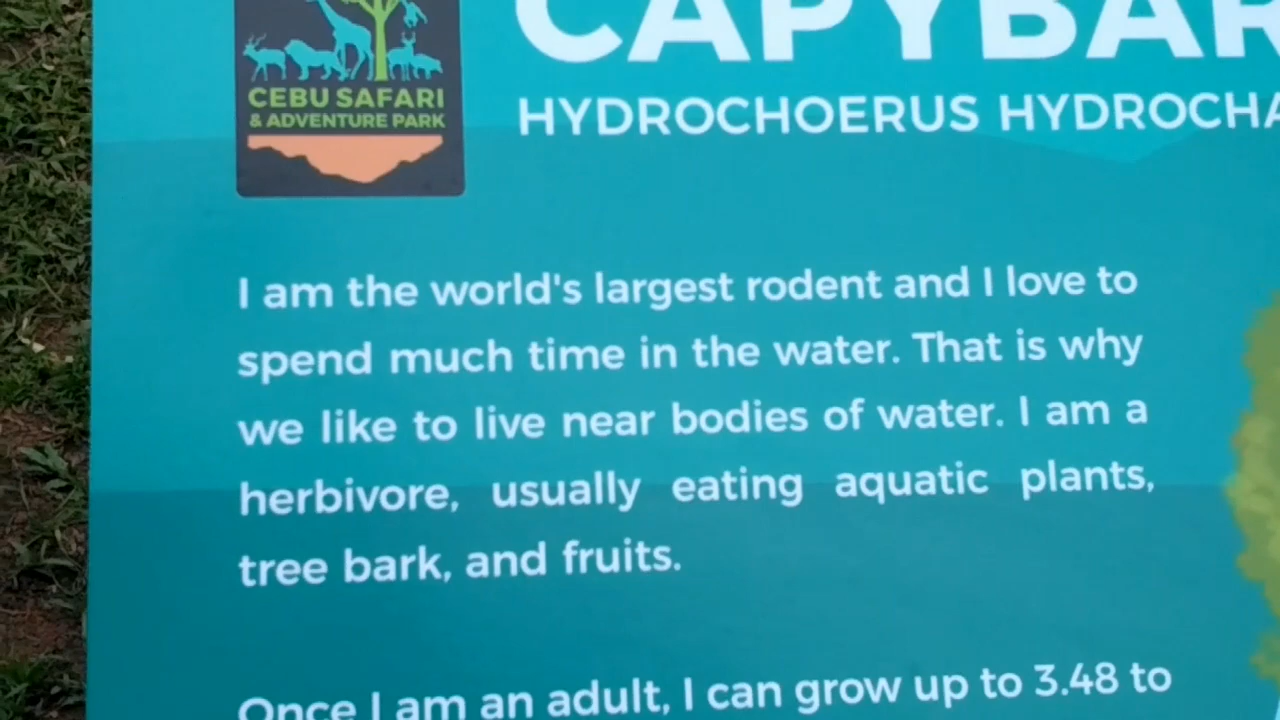 CEBU SAFARI
& ADVENTURE PARK
HYDROCHOERUS
I am the world's largest rodent and I love to
spend much time in the water. That is why
we like to live near bodies of water. I am a
herbivore, usually eating aquatic plants,
tree bark, and fruits.
Once I am an adult, I can grow up to 3.48 to